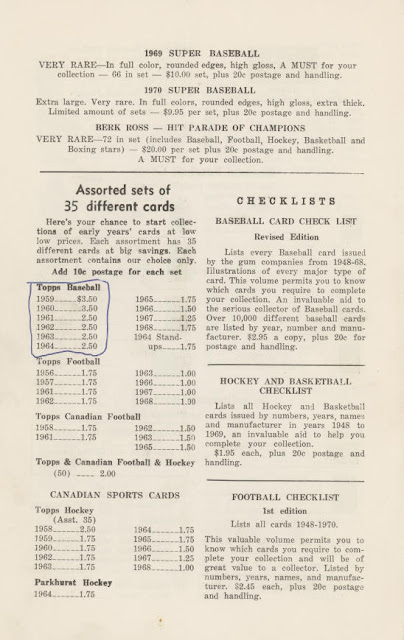 1969 SUPER BASEBALL
VERY RARE—In full color, rounded edges, high gloss, A MUST for your
collection — 66 in set — $10.00 set, plus 20c postage and handling.
1970 SUPER BASEBALL
Extra large. Very rare. In full colors, rounded edges, high gloss, extra thick.
Limited amount of sets — $9.95 per set, plus 20c postage and handling.
BERK ROSS — HIT PARADE OF CHAMPIONS
VERY RARE—72 in set (includes Baseball, Football, Hockey, Basketball and
Boxing stars) — $20.00 per set plus 20c postage and handling.
A MUST for your collection.
Assorted sets of
35 different cards
Here's your chance to start collec-
tions of early years' cards at low
low prices. Each assortment has 35
different cards at big savings. Each
assortment contains our choice only.
Add 10c postage for each set
Topps Baseball
1959 $3.50
1960 3.50
1961 2.50
1962 2.50
1963 2.50
1964 2.50
1965 1.75
1966 1.50
1967 1.25
1968 1.75
1964 Stand-
ups 1.75
Topps Football
1956 1.75
1957 1.75
1961 1.75
1962 1.75
1963 1.00
1966 1.00
1967 1.00
1968 1.00
Topps Canadian Football
1958 1.75
1961 1.75
1962 1.50
1963 1.50
1965 1.50
Topps & Canadian Football & Hockey
(50) 2.00
CANADIAN SPORTS CARDS
Topps Hockey
(Asst. 35)
1958 2.50
1959 1.75
1960 1.75
1962 1.75
1963 1.75
1964 1.75
1965 1.75
1966 1.50
1967 1.25
1968 1.00
Parkhurst Hockey
1964 1.75
CHECKLISTS
BASEBALL CARD CHECK LIST
Revised Edition
Lists every Baseball card issued
by the gum companies from 1948-68.
Illustrations of every major type of
card. This volume permits you to know
which cards you require to complete
your collection. An invaluable aid to
the serious collector of Baseball cards.
Over 10,000 different baseball cards
are listed by year, number and manu-
facturer. $2.95 a copy, plus 20c for
postage and handling.
HOCKEY AND BASKETBALL
CHECKLIST
Lists all Hockey and Basketball
cards issued by numbers, years, names
and manufacturer in years 1948 to
1969, an invaluable aid to help you
complete your collection.
$1.95 each, plus 20c postage and
handling.
FOOTBALL CHECKLIST
1st edition
Lists all cards 1948-1970.
This valuable volume permits you to
know which cards you require to com-
plete your collection and will be of
great value to a collector. Listed by
numbers, years, names, and manufac-
turer. $2.45 each, plus 20c postage
and handling.